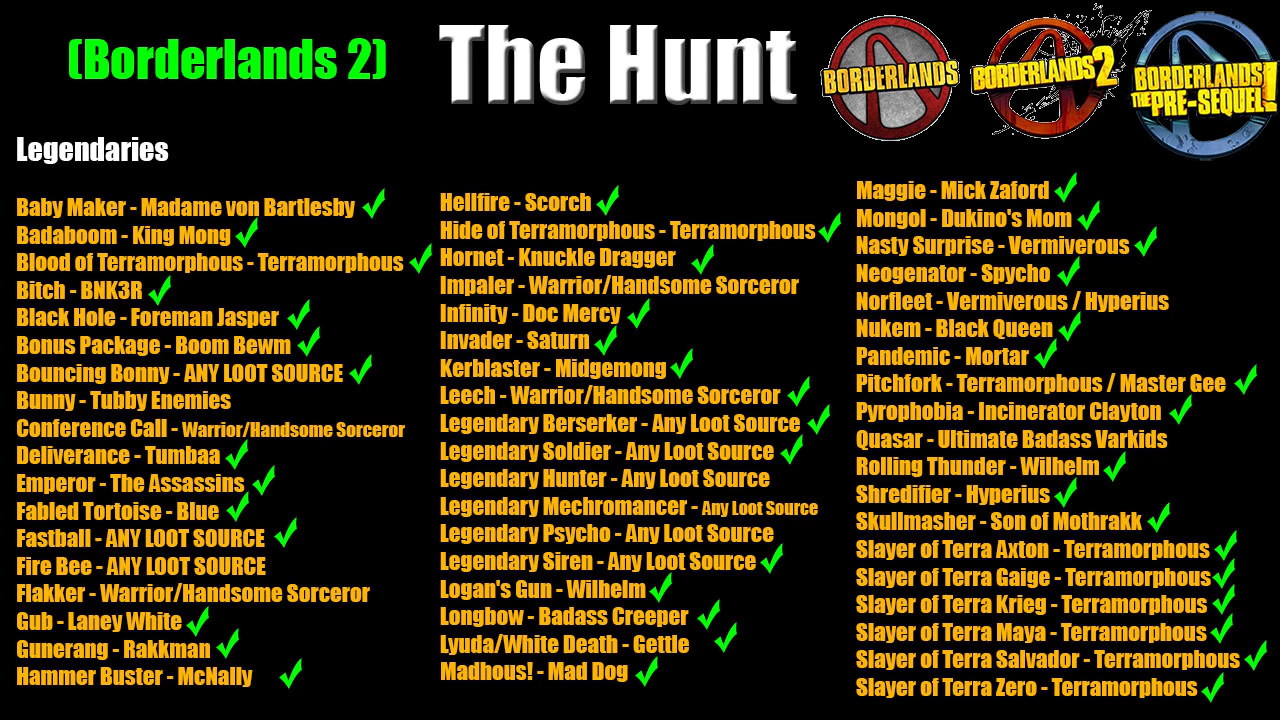 (Borderlands 2)
The Hunt
BORDERLANDS
BORDERLANDS 2
BORDERLANDS
THE PRE-SEQUEL!
Legendaries
Baby Maker - Madame von Bartlesby
Badaboom - King Mong
Blood of Terramorphous - Terramorphous
Bitch - BNK3R
Black Hole - Foreman Jasper
Bonus Package - Boom Bewm
Bouncing Bonny - ANY LOOT SOURCE
Bunny - Tubby Enemies
Conference Call - Warrior/Handsome Sorceror
Deliverance - Tumbaa
Emperor - The Assassins
Fabled Tortoise - Blue
Fastball - ANY LOOT SOURCE
Fire Bee - ANY LOOT SOURCE
Flakker - Warrior/Handsome Sorceror
Gub - Laney White
Gunerang - Rakkman
Hammer Buster - McNally
Hellfire - Scorch
Hide of Terramorphous - Terramorphous
Hornet - Knuckle Dragger
Impaler - Warrior/Handsome Sorceror
Infinity - Doc Mercy
Invader - Saturn
Kerblaster - Midgemong
Leech - Warrior/Handsome Sorceror
Legendary Berserker - Any Loot Source
Legendary Soldier - Any Loot Source
Legendary Hunter - Any Loot Source
Legendary Mechromancer - Any Loot Source
Legendary Psycho - Any Loot Source
Legendary Siren - Any Loot Source
Logan's Gun - Wilhelm
Longbow - Badass Creeper
Lyuda/White Death - Gettle
Madhous! - Mad Dog
Maggie - Mick Zaford
Mongol - Dukino's Mom
Nasty Surprise - Vermiverous
Neogenator - Spycho
Norfleet - Vermiverous / Hyperius
Nukem - Black Queen
Pandemic - Mortar
Pitchfork - Terramorphous / Master Gee
Pyrophobia - Incinerator Clayton
Quasar - Ultimate Badass Varkids
Rolling Thunder - Wilhelm
Shredifier - Hyperius
Skullmasher - Son of Mothrakk
Slayer of Terra Axton - Terramorphous
Slayer of Terra Gaige - Terramorphous
Slayer of Terra Krieg - Terramorphous
Slayer of Terra Maya - Terramorphous
Slayer of Terra Salvador - Terramorphous
Slayer of Terra Zero - Terramorphous